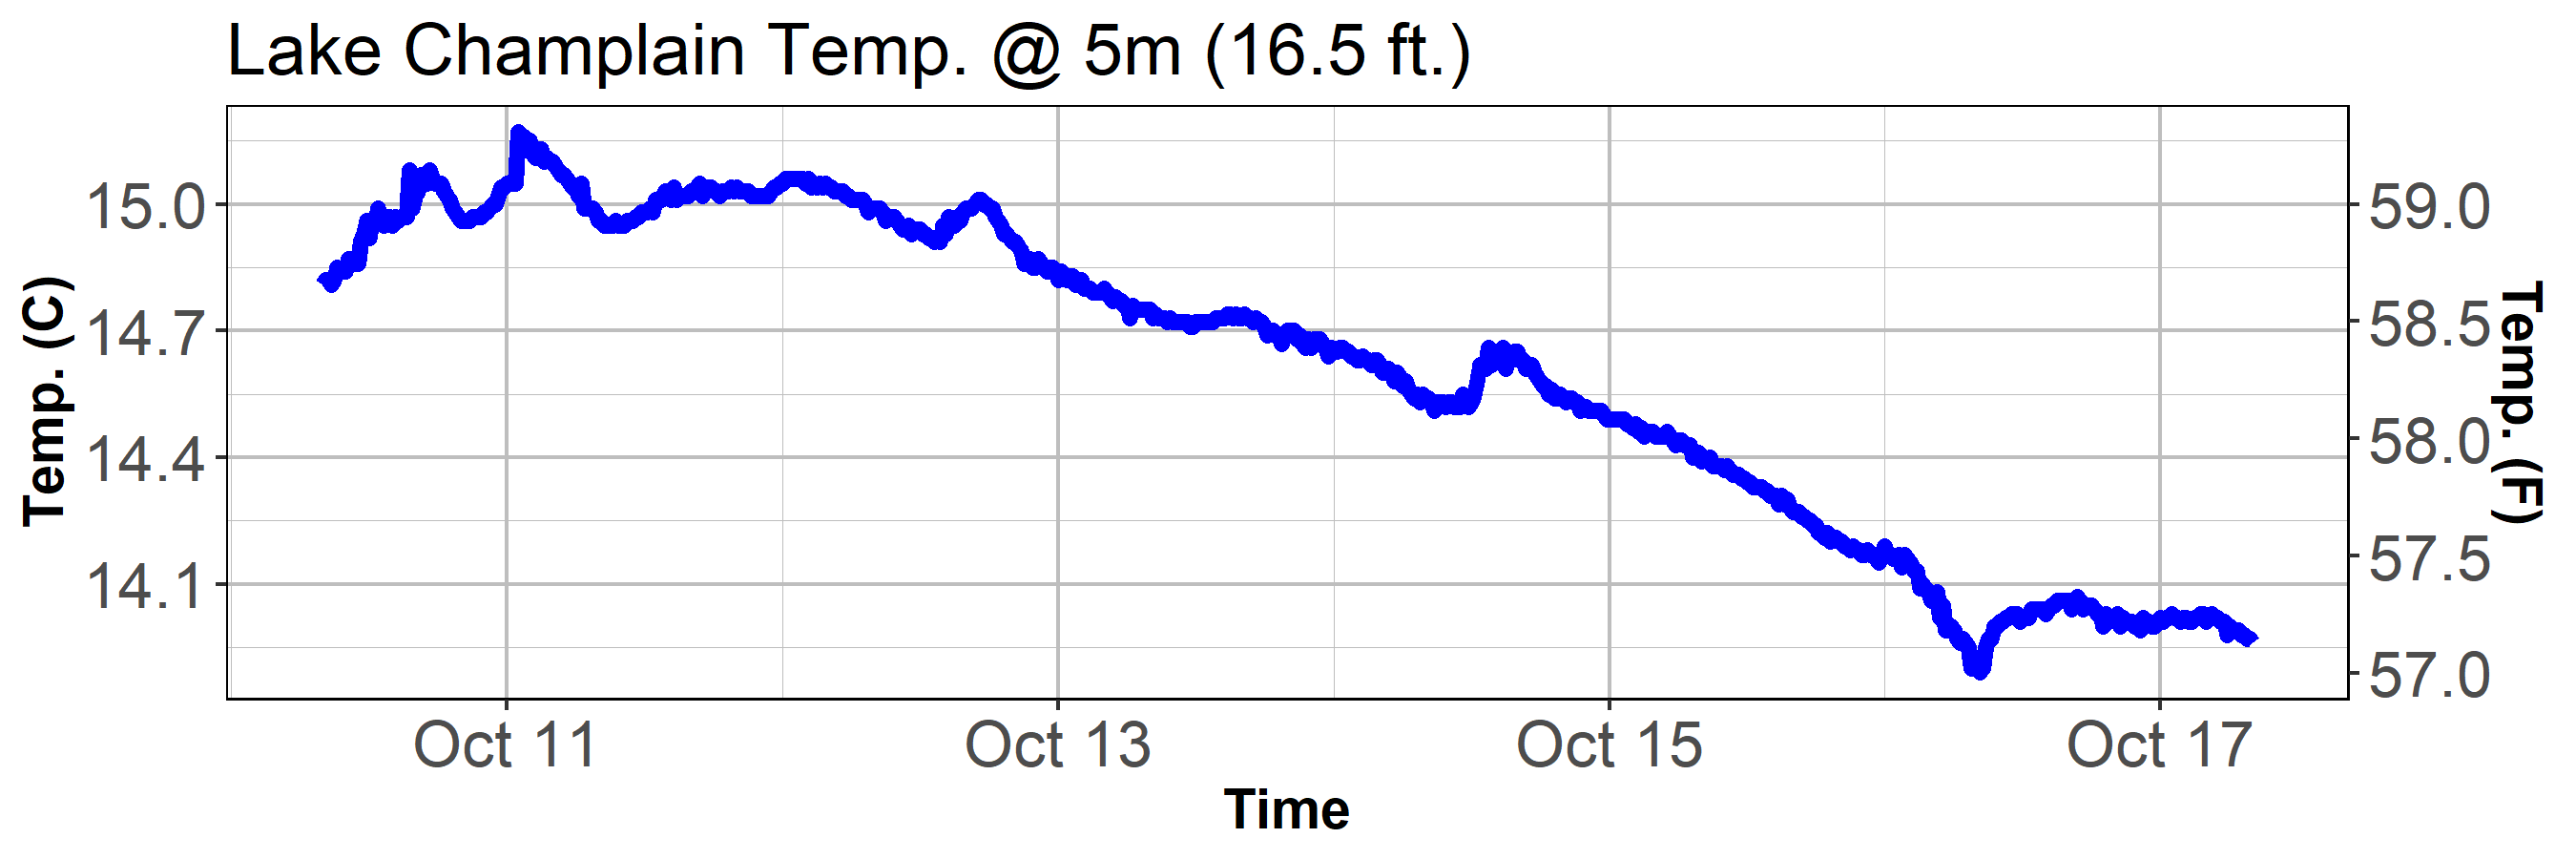 Lake Champlain Temp. @ 5m (16.5 ft.)
Temp. (C)
15.0
14.7
14.4
14.1
59.0
58.5
58.0
57.5
57.0
Temp. (F)
Oct 11
Oct 13
Oct 15
Oct 17
Time